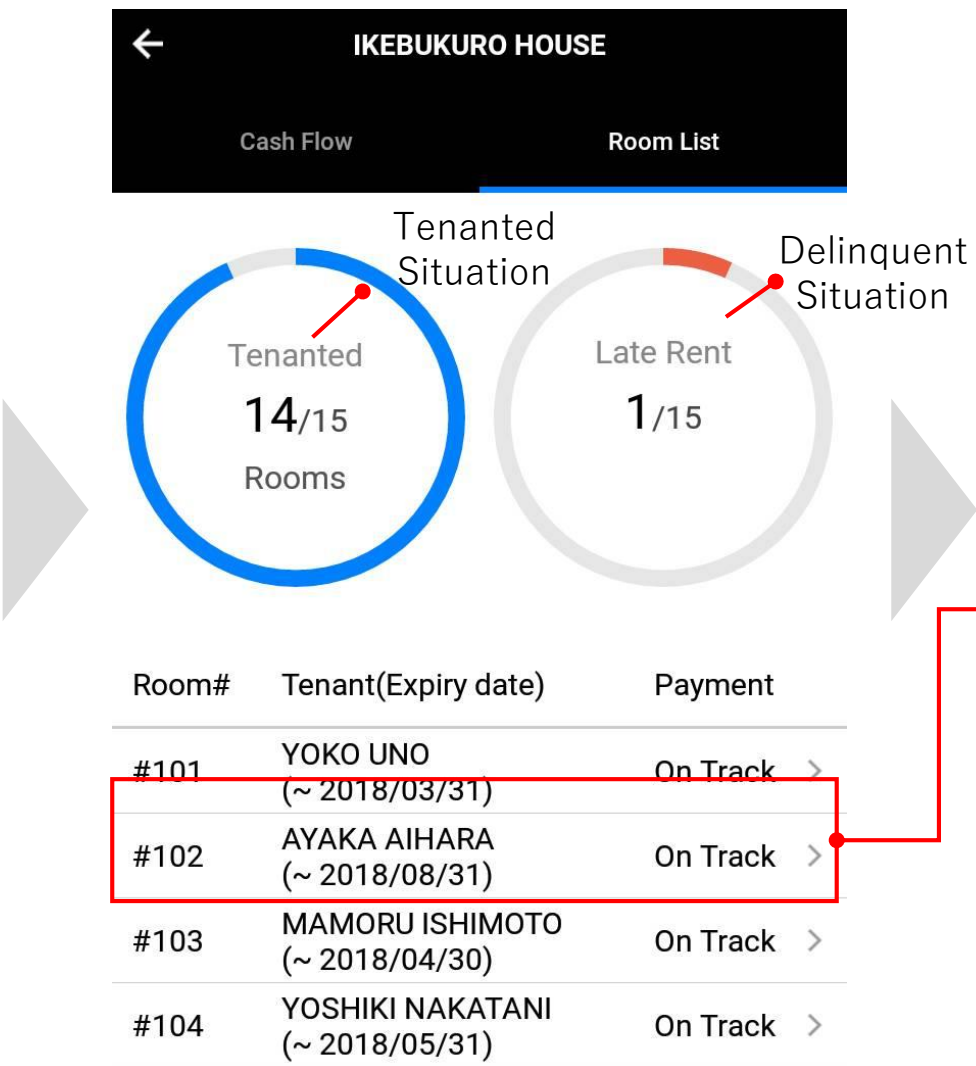 IKEBUKURO HOUSE
Cash Flow
Room List
Tenanted
Situation
Delinquent
Situation
Tenanted
14/15
Rooms
Late Rent
1/15
Room# Tenant(Expiry date) Payment
#101 YOKO UNO On Track
(~ 2018/03/31)
#102 AYAKA AIHARA On Track
(~ 2018/08/31)
#103 MAMORU ISHIMOTO On Track
(~ 2018/04/30)
#104 YOSHIKI NAKATANI On Track
(~ 2018/05/31)